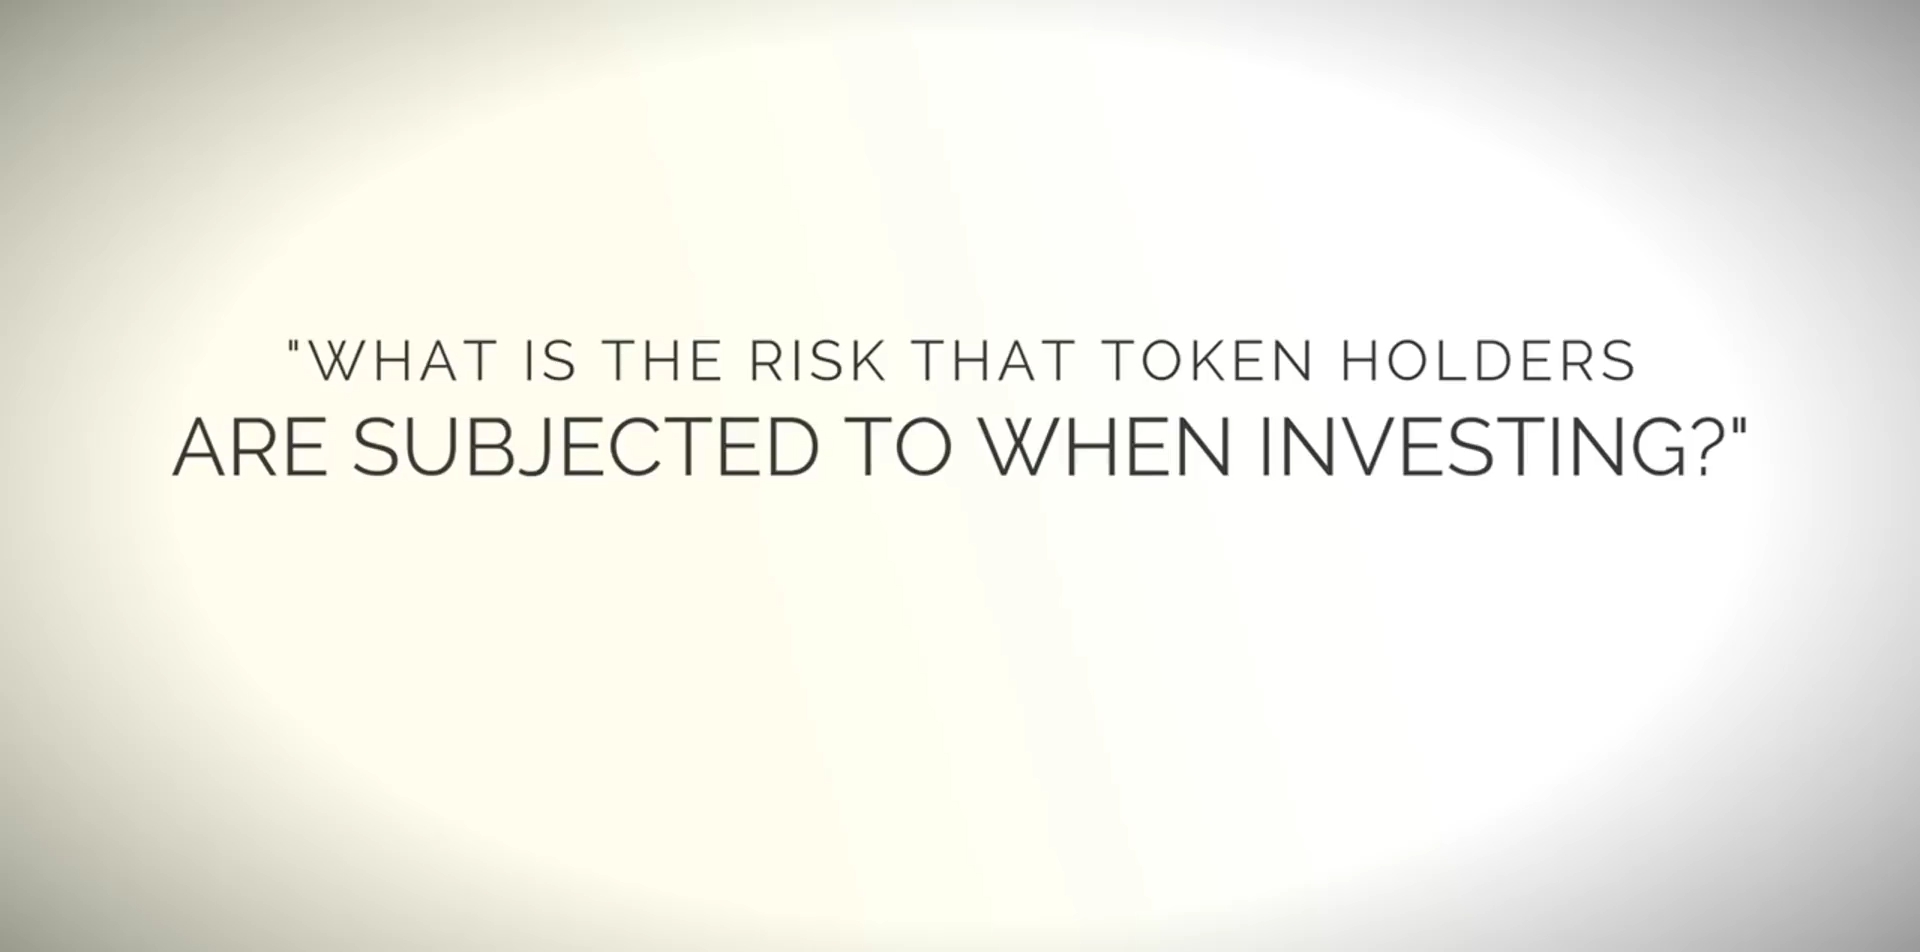 "WHAT IS THE RISK THAT TOKEN HOLDERS
ARE SUBJECTED TO WHEN INVESTING?"